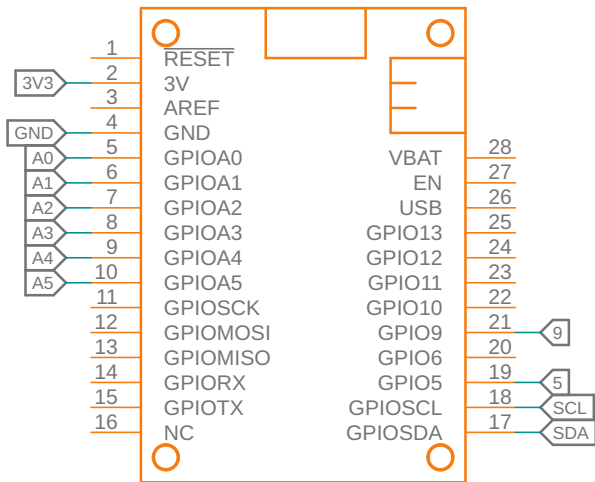 1 RESET
3V3 2 3V
3 AREF
GND 4 GND
A0 5 GPIOA0 VBAT 28
A1 6 GPIOA1 EN 27
A2 7 GPIOA2 USB 26
A3 8 GPIOA3 GPIO13 25
A4 9 GPIOA4 GPIO12 24
A5 10 GPIOA5 GPIO11 23
11 GPIOSCK GPIO10 22
12 GPIOMOSI GPIO9 21 9
13 GPIOMISO GPIO6 20
14 GPIORX GPIO5 19 5
15 GPIOTX GPIOSCL 18 SCL
16 NC GPIOSDA 17 SDA